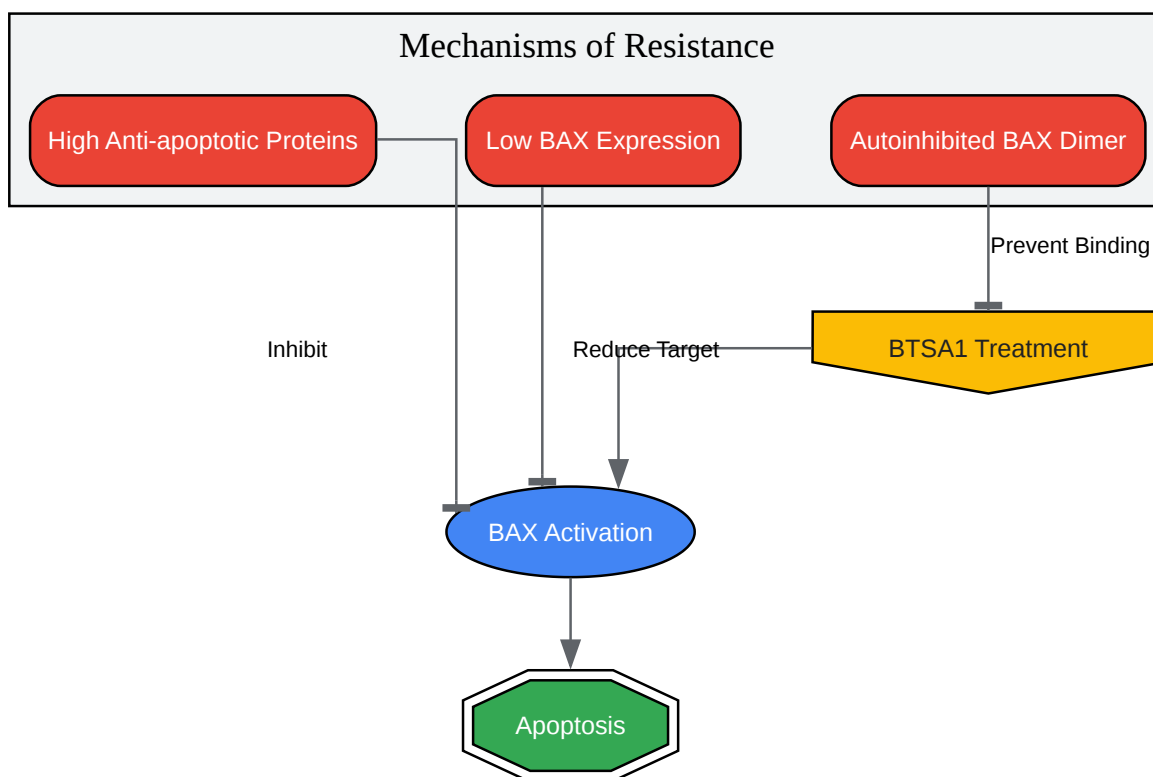 Mechanisms of Resistance
High Anti-apoptotic Proteins
Low BAX Expression
Autoinhibited BAX Dimer
Prevent Binding
Inhibit
Reduce Target
BTSA1 Treatment
BAX Activation
Apoptosis